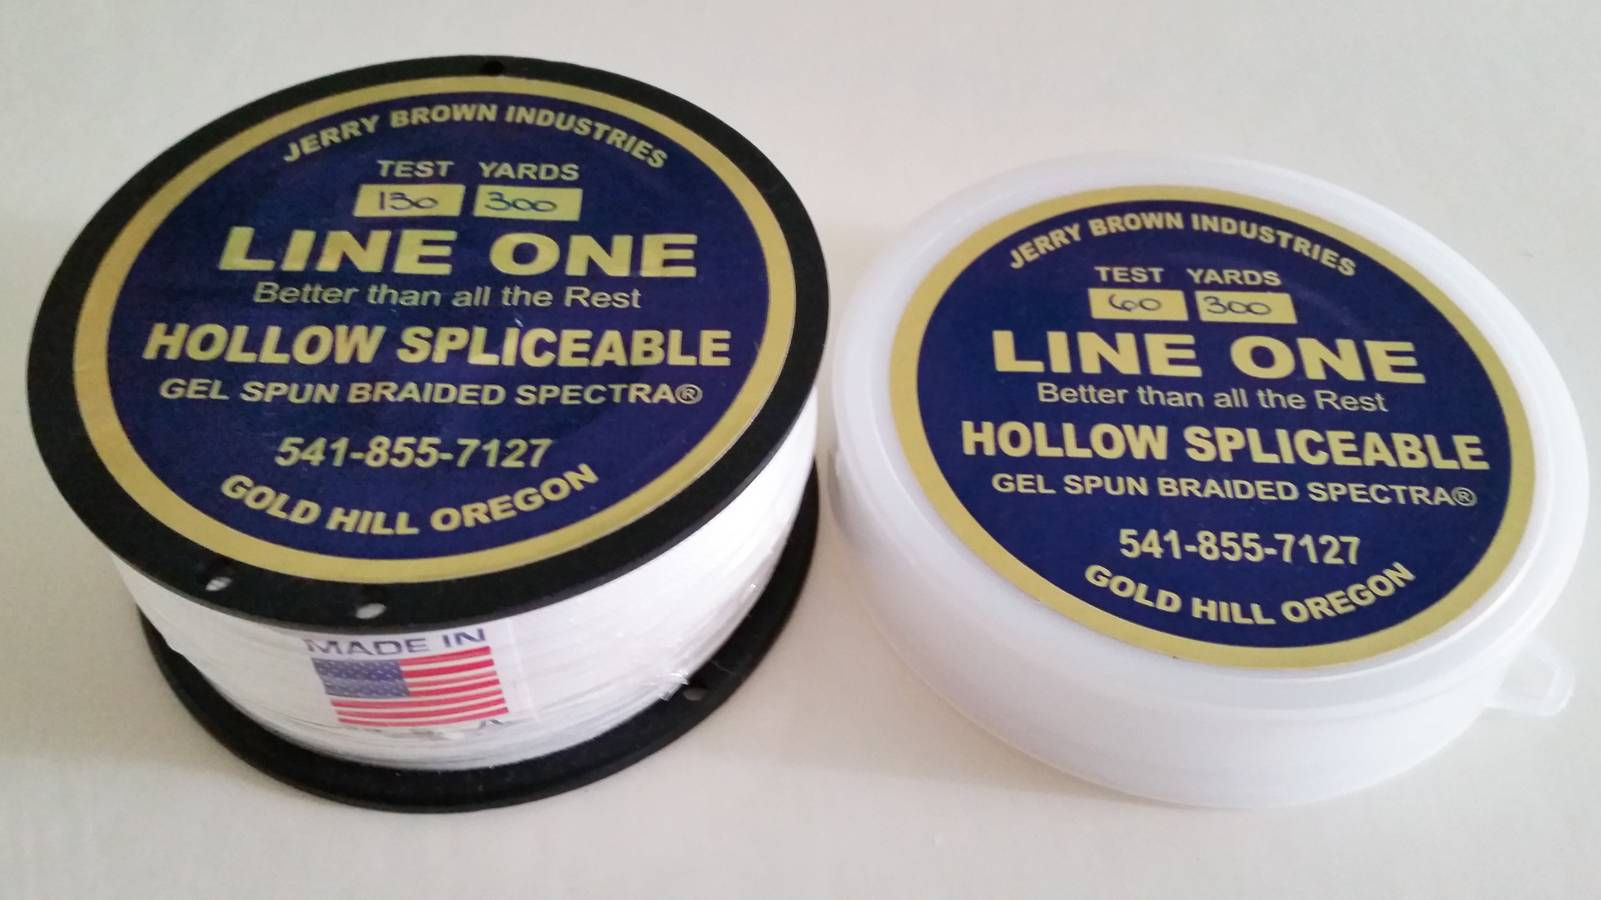 JERRY BROWN INDUSTRIES
TEST YARDS
130 300
LINE ONE
Better than all the Rest
HOLLOW SPLICEABLE
GEL SPUN BRAIDED SPECTRA®
541-855-7127
GOLD HILL OREGON
MADE IN
JERRY BROWN INDUSTRIES
TEST YARDS
60 300
LINE ONE
Better than all the Rest
HOLLOW SPLICEABLE
GEL SPUN BRAIDED SPECTRA®
541-855-7127
GOLD HILL OREGON